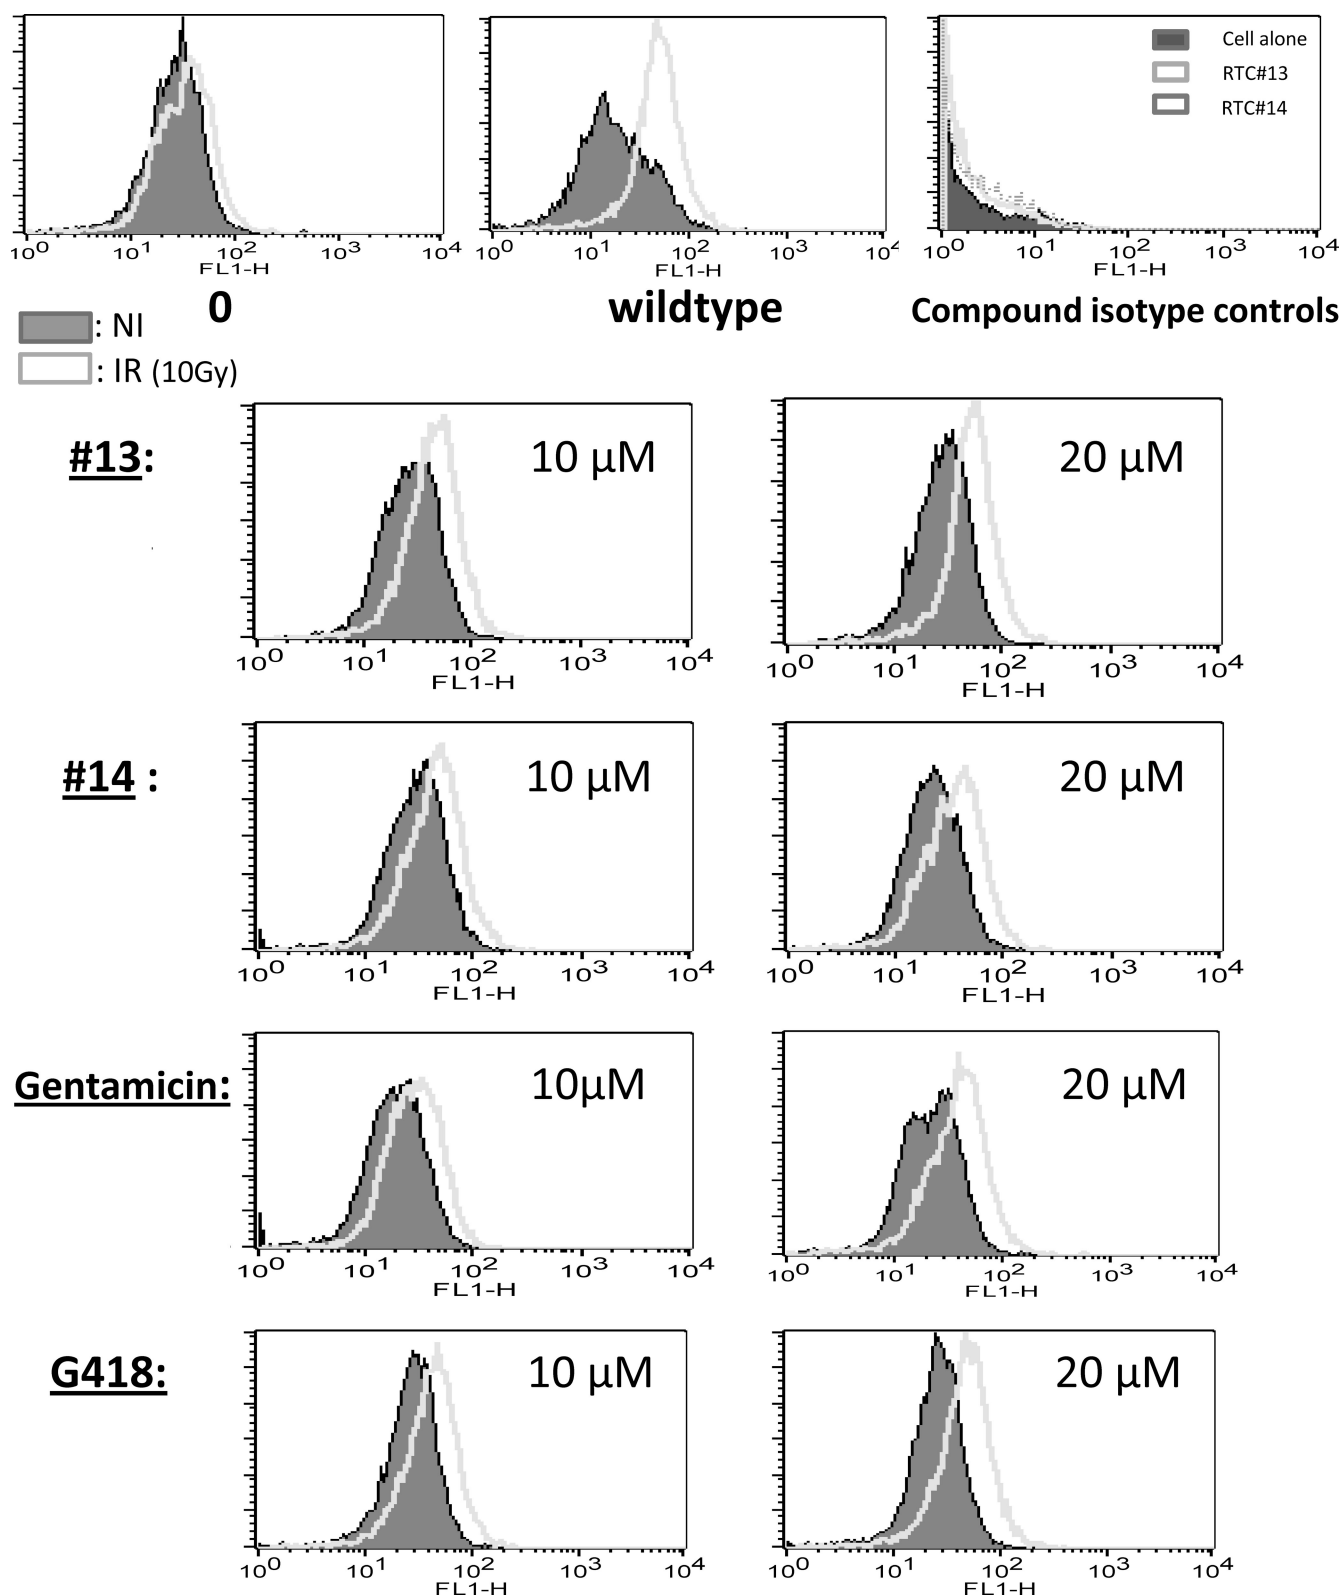 Cell alone
RTC#13
RTC#14
10⁰ 10¹ 10² 10³ 10⁴
FL1-H
10⁰ 10¹ 10² 10³ 10⁴
FL1-H
10⁰ 10¹ 10² 10³ 10⁴
FL1-H
0
wildtype
Compound isotype controls
: NI
: IR (10Gy)
#13:
10 µM
10⁰ 10¹ 10² 10³ 10⁴
FL1-H
20 µM
10⁰ 10¹ 10² 10³ 10⁴
FL1-H
#14 :
10 µM
10⁰ 10¹ 10² 10³ 10⁴
FL1-H
20 µM
10⁰ 10¹ 10² 10³ 10⁴
FL1-H
Gentamicin:
10µM
10⁰ 10¹ 10² 10³ 10⁴
FL1-H
20 µM
10⁰ 10¹ 10² 10³ 10⁴
FL1-H
G418:
10 µM
10⁰ 10¹ 10² 10³ 10⁴
FL1-H
20 µM
10⁰ 10¹ 10² 10³ 10⁴
FL1-H